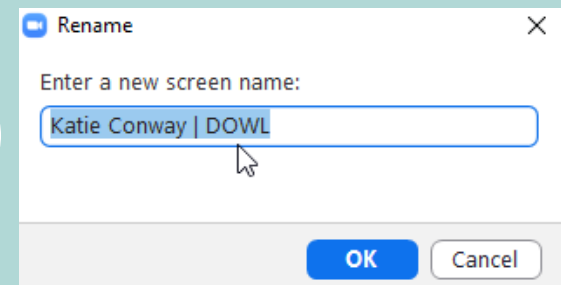 Rename
Enter a new screen name:
Katie Conway | DOWL
OK
Cancel